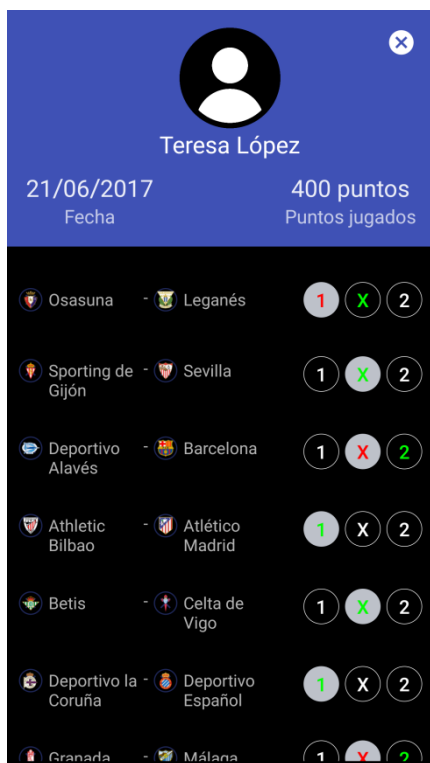 Teresa López
21/06/2017 400 puntos
Fecha Puntos jugados
Osasuna - Leganés 1 X 2
Sporting de - Sevilla 1 X 2
Gijón
Deportivo - Barcelona 1 X 2
Alavés
Athletic - Atlético 1 X 2
Bilbao Madrid
Betis - Celta de 1 X 2
Vigo
Deportivo la - Deportivo 1 X 2
Coruña Español
Granada - Málaga 1 X 2